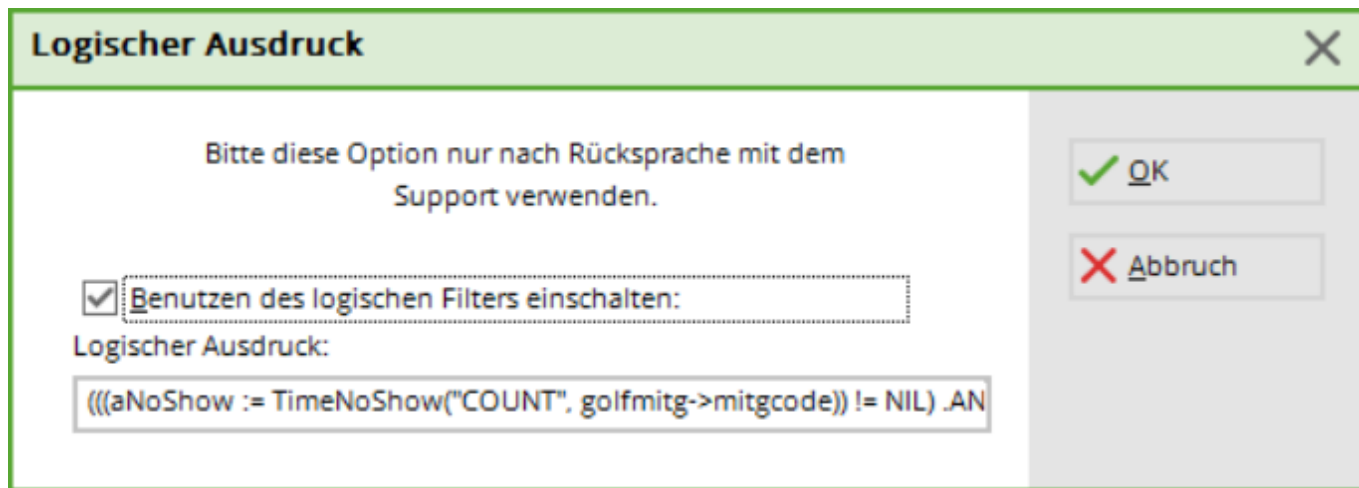 Logischer Ausdruck
Bitte diese Option nur nach Rücksprache mit dem
Support verwenden.
OK
Abbruch
Benutzen des logischen Filters einschalten:
Logischer Ausdruck:
(((aNoShow := TimeNoShow("COUNT", golfmitg->mitgcode)) != NIL) .AN